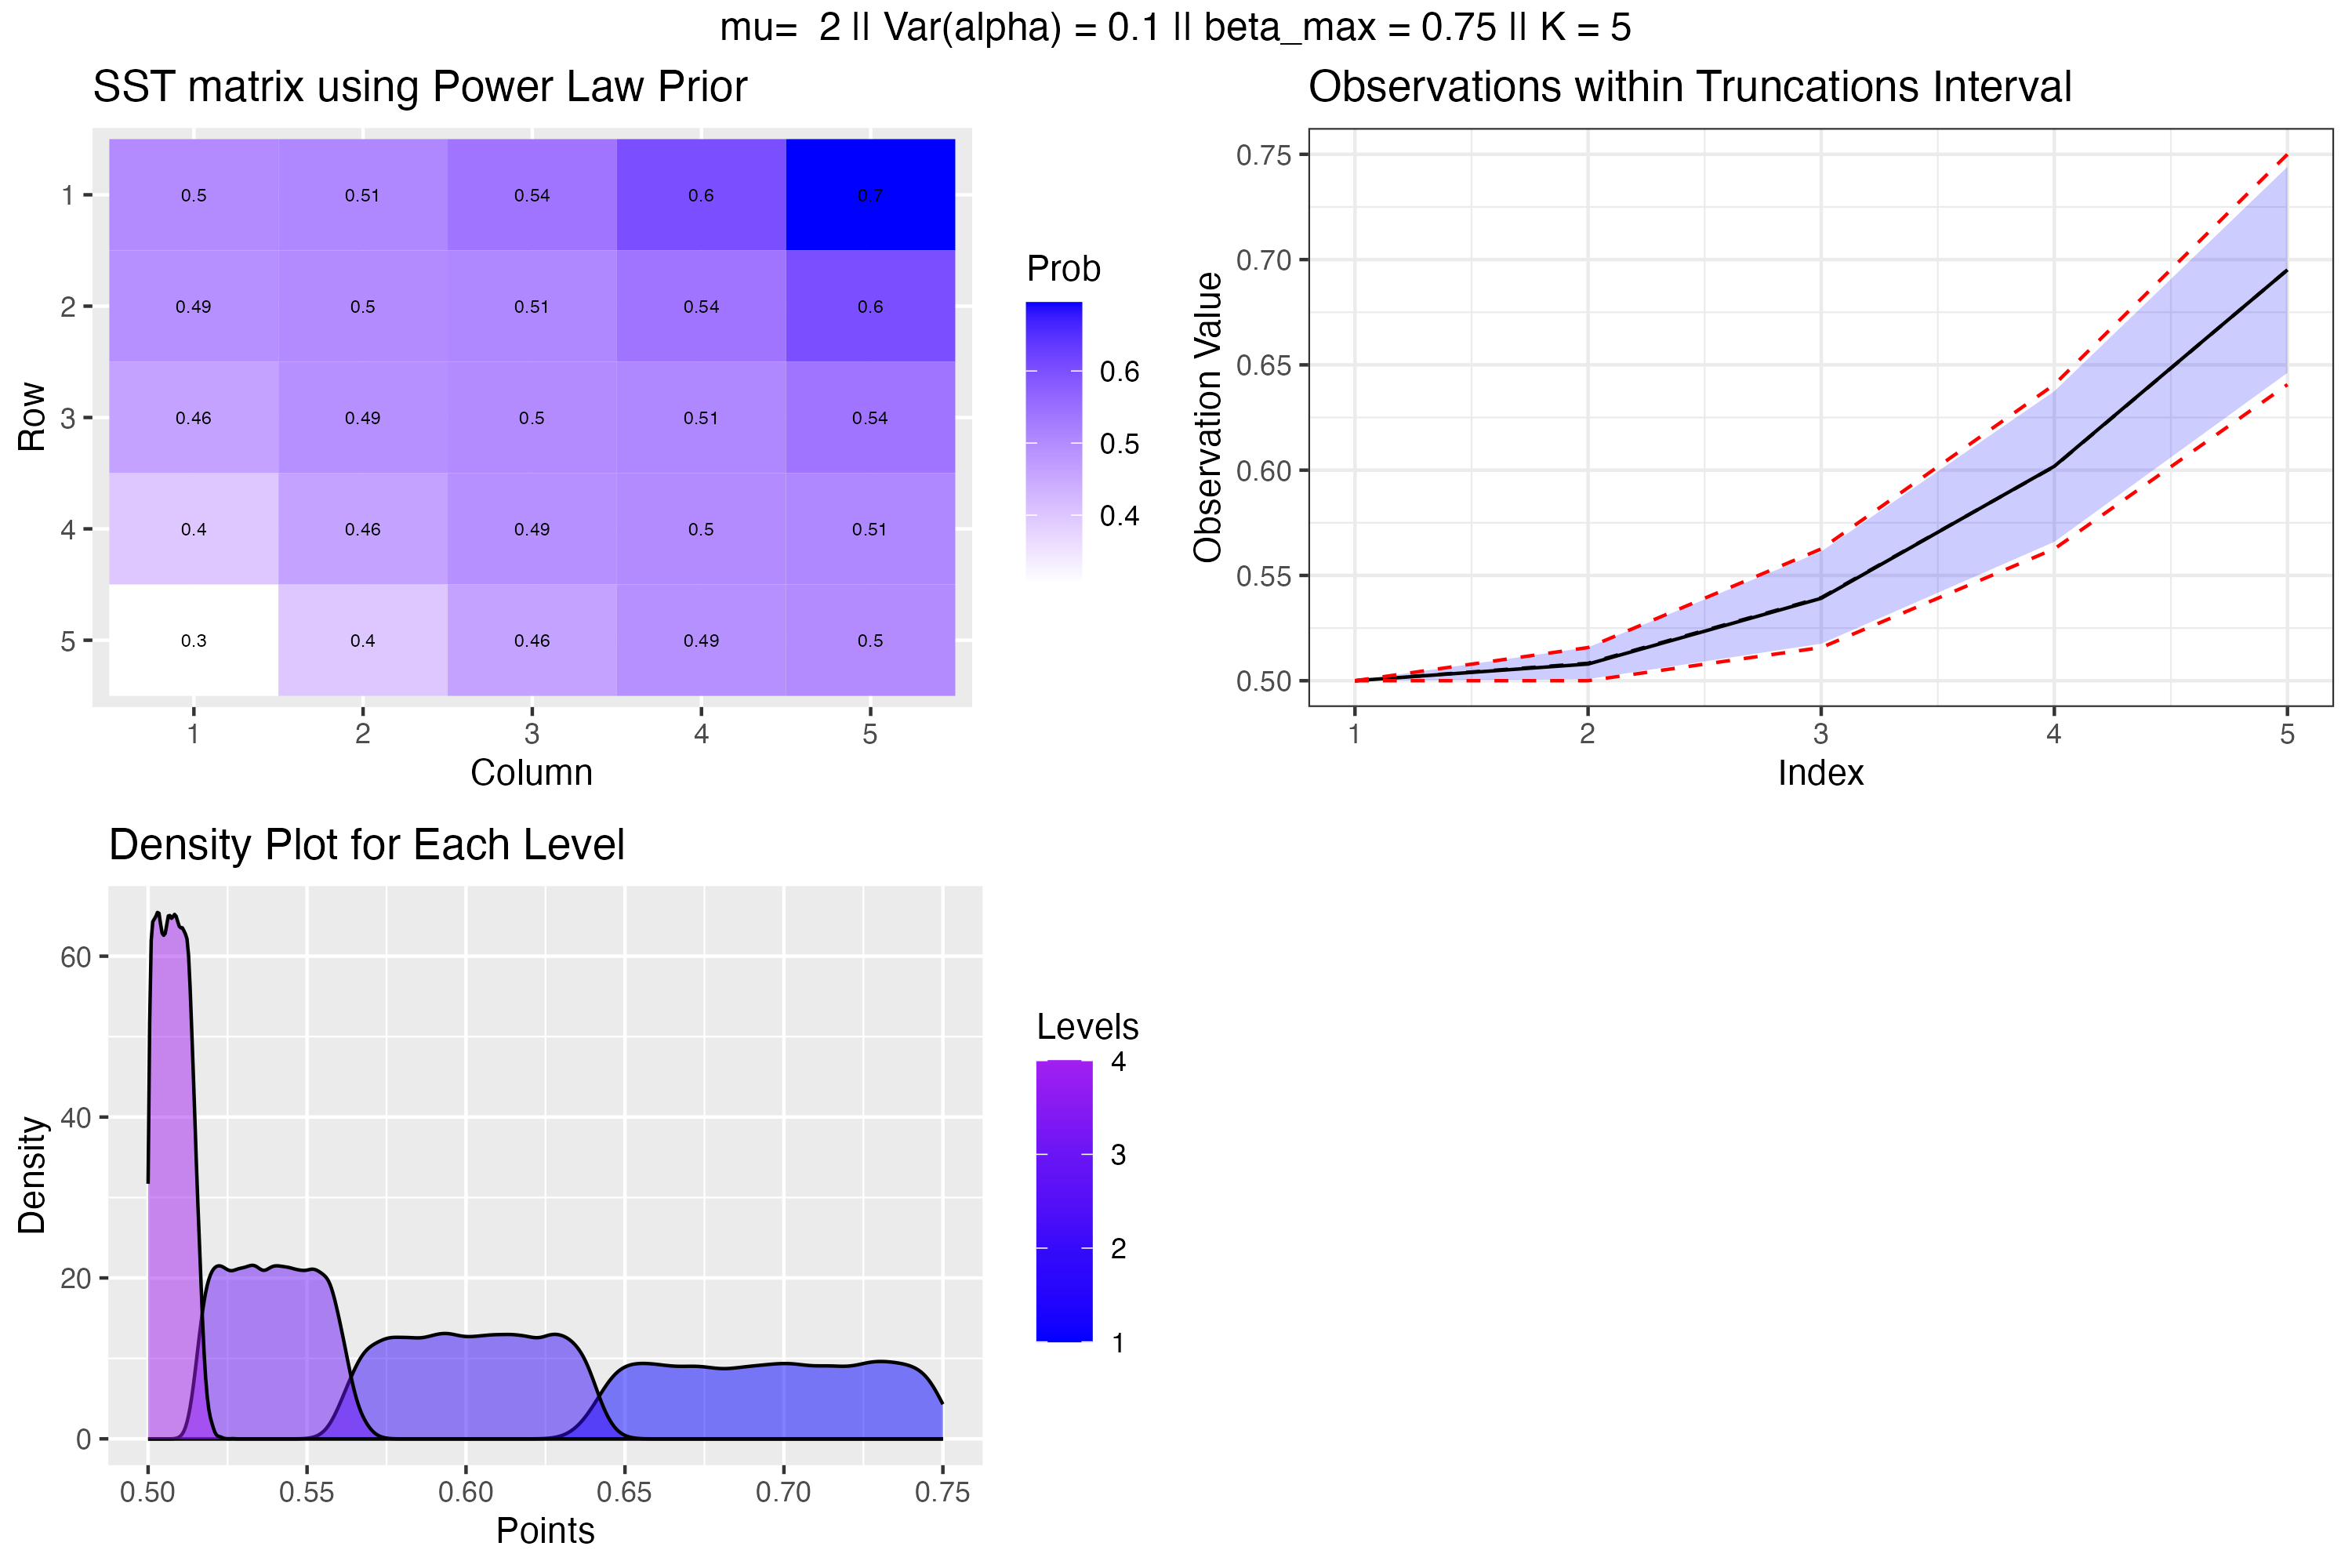 mu=  2 || Var(alpha) = 0.1 || beta_max = 0.75 || K = 5
SST matrix using Power Law Prior
1 0.5 0.51 0.54 0.6 0.7
2 0.49 0.5 0.51 0.54 0.6
3 0.46 0.49 0.5 0.51 0.54
4 0.4 0.46 0.49 0.5 0.51
5 0.3 0.4 0.46 0.49 0.5
1 2 3 4 5
Row
Column
Prob
0.6
0.5
0.4
Observations within Truncations Interval
0.75
0.70
0.65
0.60
0.55
0.50
1 2 3 4 5
Observation Value
Index
Density Plot for Each Level
60
40
20
0
0.50 0.55 0.60 0.65 0.70 0.75
Density
Points
Levels
4
3
2
1